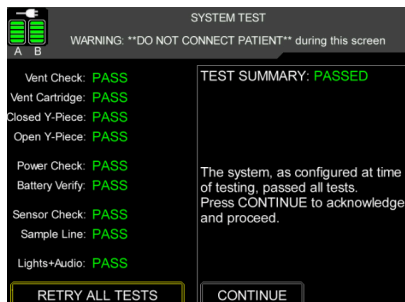 SYSTEM TEST
WARNING: **DO NOT CONNECT PATIENT** during this screen
A B
Vent Check: PASS
Vent Cartridge: PASS
Closed Y-Piece: PASS
Open Y-Piece: PASS
Power Check: PASS
Battery Verify: PASS
Sensor Check: PASS
Sample Line: PASS
Lights+Audio: PASS
RETRY ALL TESTS
TEST SUMMARY: PASSED
The system, as configured at time
of testing, passed all tests.
Press CONTINUE to acknowledge
and proceed.
CONTINUE